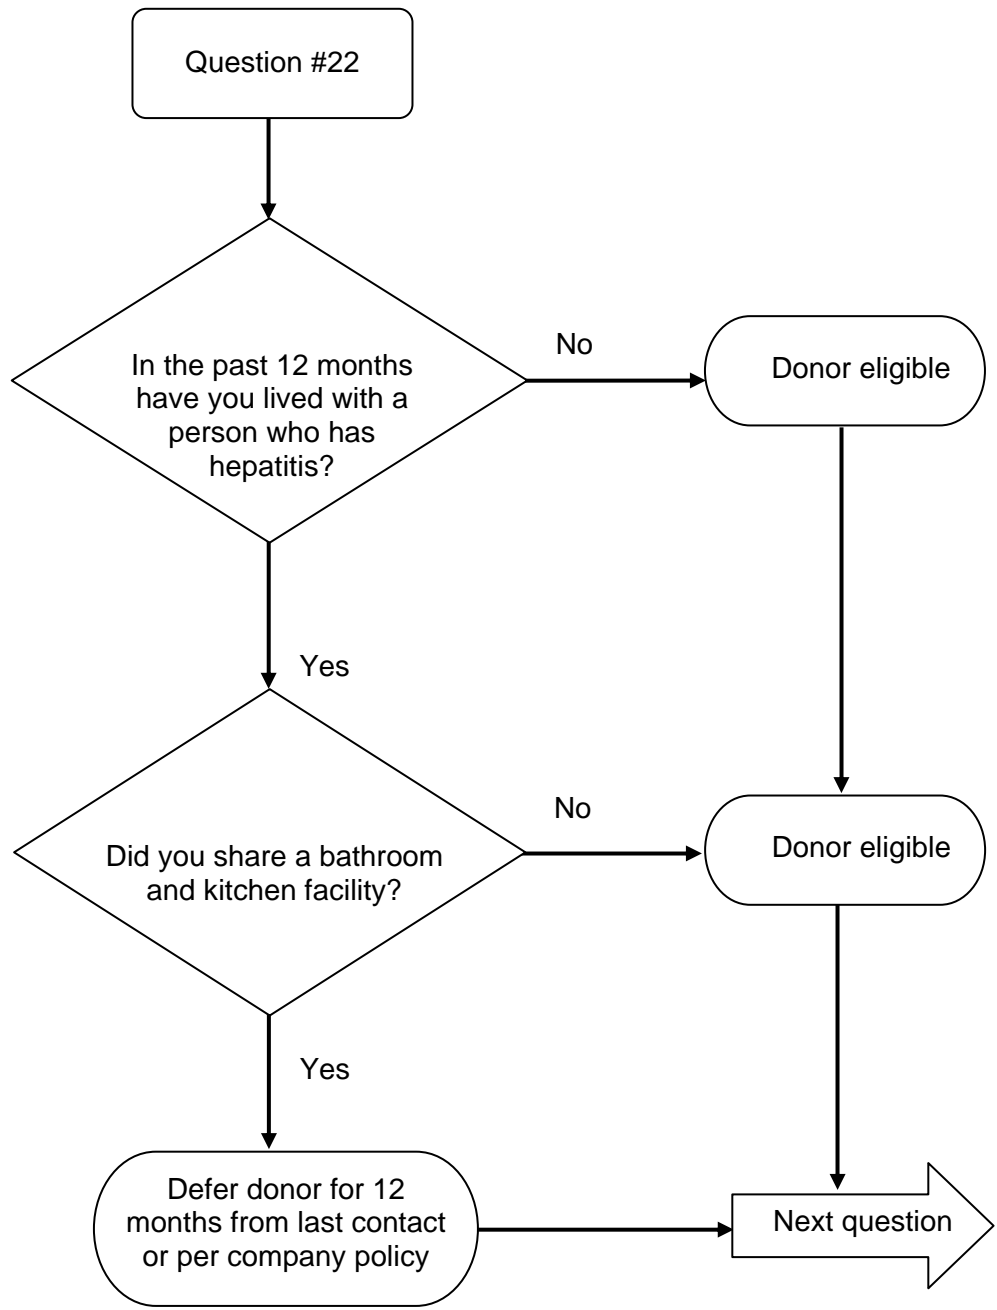 Question #22
No
Donor eligible
In the past 12 months
have you lived with a
person who has
hepatitis?
Yes
No
Donor eligible
Did you share a bathroom
and kitchen facility?
Yes
Defer donor for 12
months from last contact
or per company policy
Next question